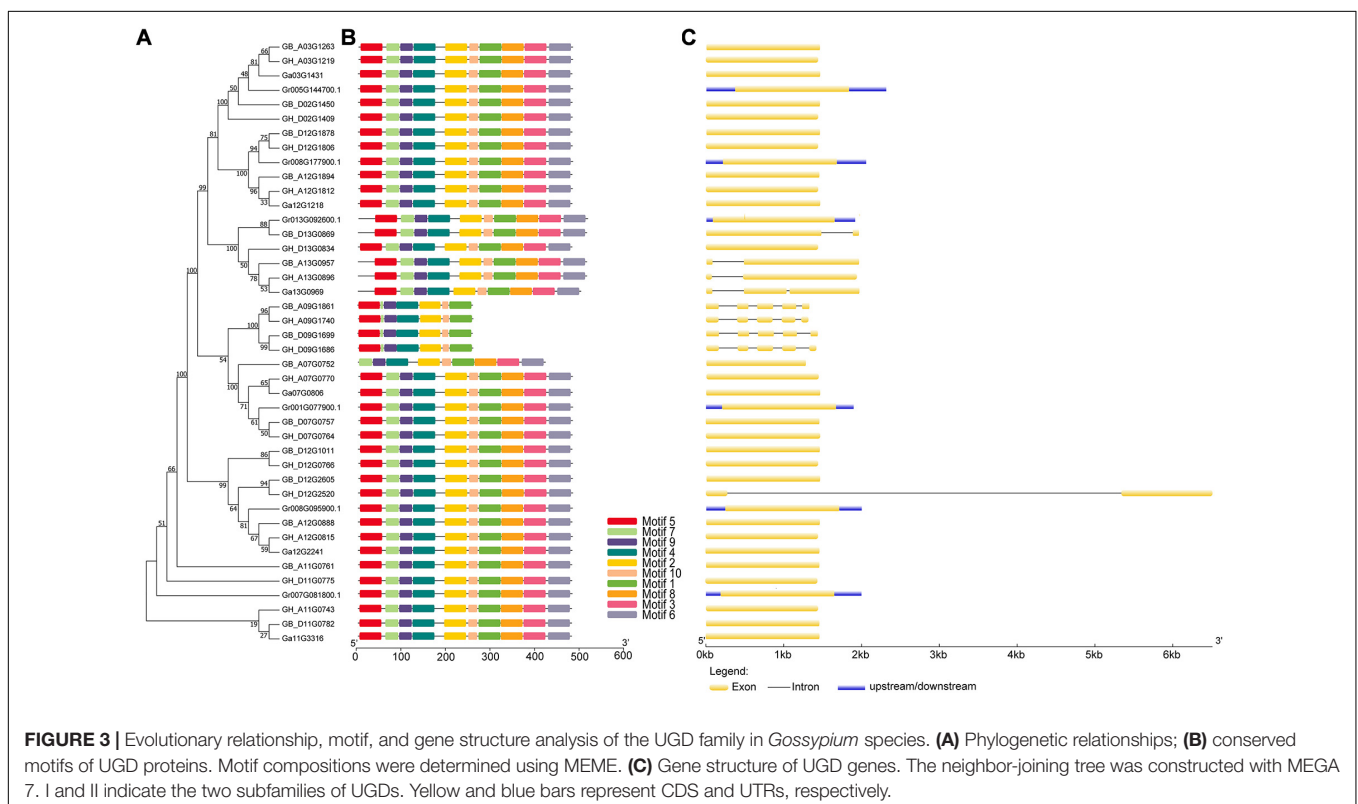 A
B
C
GB_A03G1263
GH_A03G1219
Ga03G1431
Gr005G144700.1
GB_D02G1450
GH_D02G1409
GB_D12G1878
GH_D12G1806
Gr008G177900.1
GB_A12G1894
GH_A12G1812
Ga12G1218
Gr013G092600.1
GB_D13G0869
GH_D13G0834
GB_A13G0957
GH_A13G0896
Ga13G0969
GB_A09G1861
GH_A09G1740
GB_D09G1699
GH_D09G1686
GB_A07G0752
GH_A07G0770
Ga07G0806
Gr001G077900.1
GB_D07G0757
GH_D07G0764
GB_D12G1011
GH_D12G0766
GB_D12G2605
GH_D12G2520
Gr008G095900.1
GB_A12G0888
GH_A12G0815
Ga12G2241
GB_A11G0761
GH_D11G0775
Gr007G081800.1
GH_A11G0743
GB_D11G0782
Ga11G3316
66
81
48
50
100
81
75
94
100
96
33
99
88
100
50
78
53
100
96
100
99
54
100
65
71
61
50
100
86
99
94
64
81
67
59
66
51
19
27
Motif 5
Motif 7
Motif 9
Motif 4
Motif 2
Motif 10
Motif 1
Motif 8
Motif 3
Motif 6
5' 3'
0 100 200 300 400 500 600
5' 3'
0kb 1kb 2kb 3kb 4kb 5kb 6kb
Legend:
Exon Intron upstream/downstream
FIGURE 3 | Evolutionary relationship, motif, and gene structure analysis of the UGD family in Gossypium species. (A) Phylogenetic relationships; (B) conserved
motifs of UGD proteins. Motif compositions were determined using MEME. (C) Gene structure of UGD genes. The neighbor-joining tree was constructed with MEGA
7. I and II indicate the two subfamilies of UGDs. Yellow and blue bars represent CDS and UTRs, respectively.